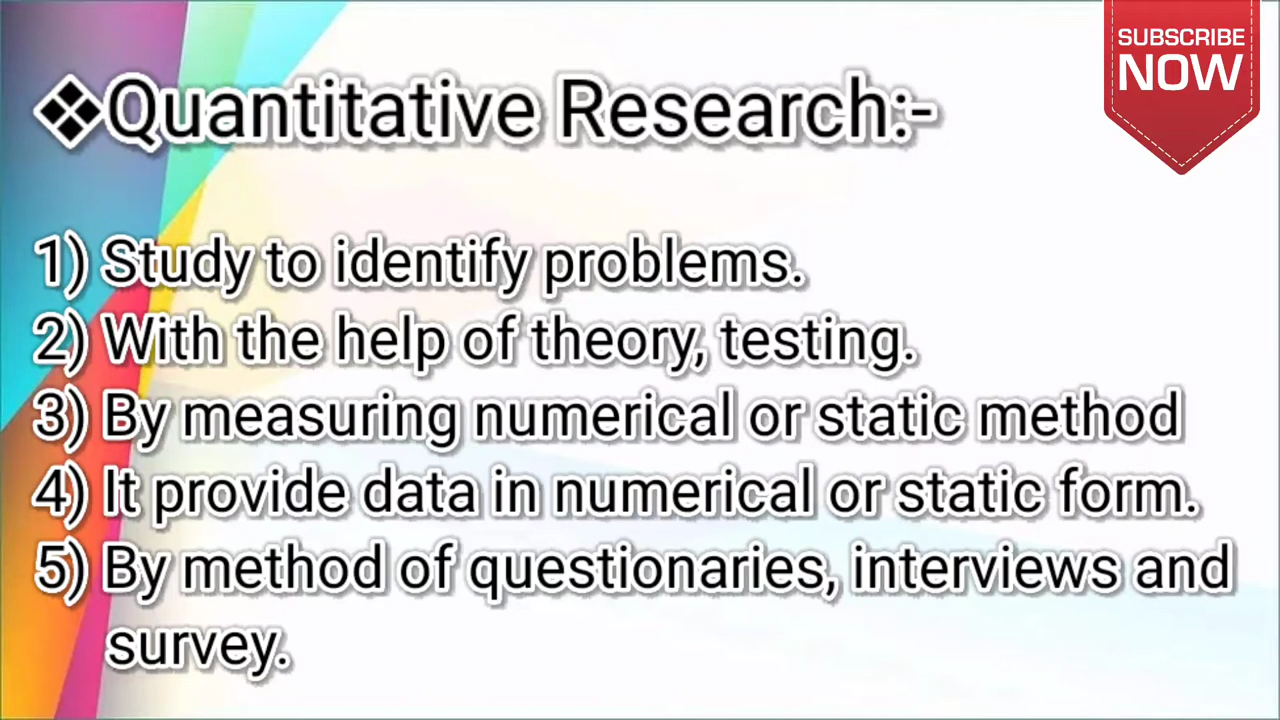 SUBSCRIBE
NOW
❖Quantitative Research:-
1) Study to identify problems.
2) With the help of theory, testing.
3) By measuring numerical or static method
4) It provide data in numerical or static form.
5) By method of questionaries, interviews and
survey.